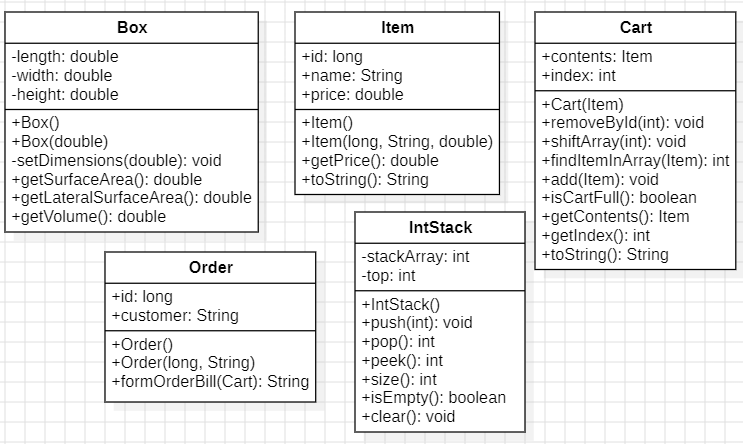 Box
-length: double
-width: double
-height: double
+Box()
+Box(double)
-setDimensions(double): void
+getSurfaceArea(): double
+getLateralSurfaceArea(): double
+getVolume(): double
Item
+id: long
+name: String
+price: double
+Item()
+Item(long, String, double)
+getPrice(): double
+toString(): String
Cart
+contents: Item
+index: int
+Cart(Item)
+removeById(int): void
+shiftArray(int): void
+findItemInArray(Item): int
+add(Item): void
+isCartFull(): boolean
+getContents(): Item
+getIndex(): int
+toString(): String
Order
+id: long
+customer: String
+Order()
+Order(long, String)
+formOrderBill(Cart): String
IntStack
-stackArray: int
-top: int
+IntStack()
+push(int): void
+pop(): int
+peek(): int
+size(): int
+isEmpty(): boolean
+clear(): void